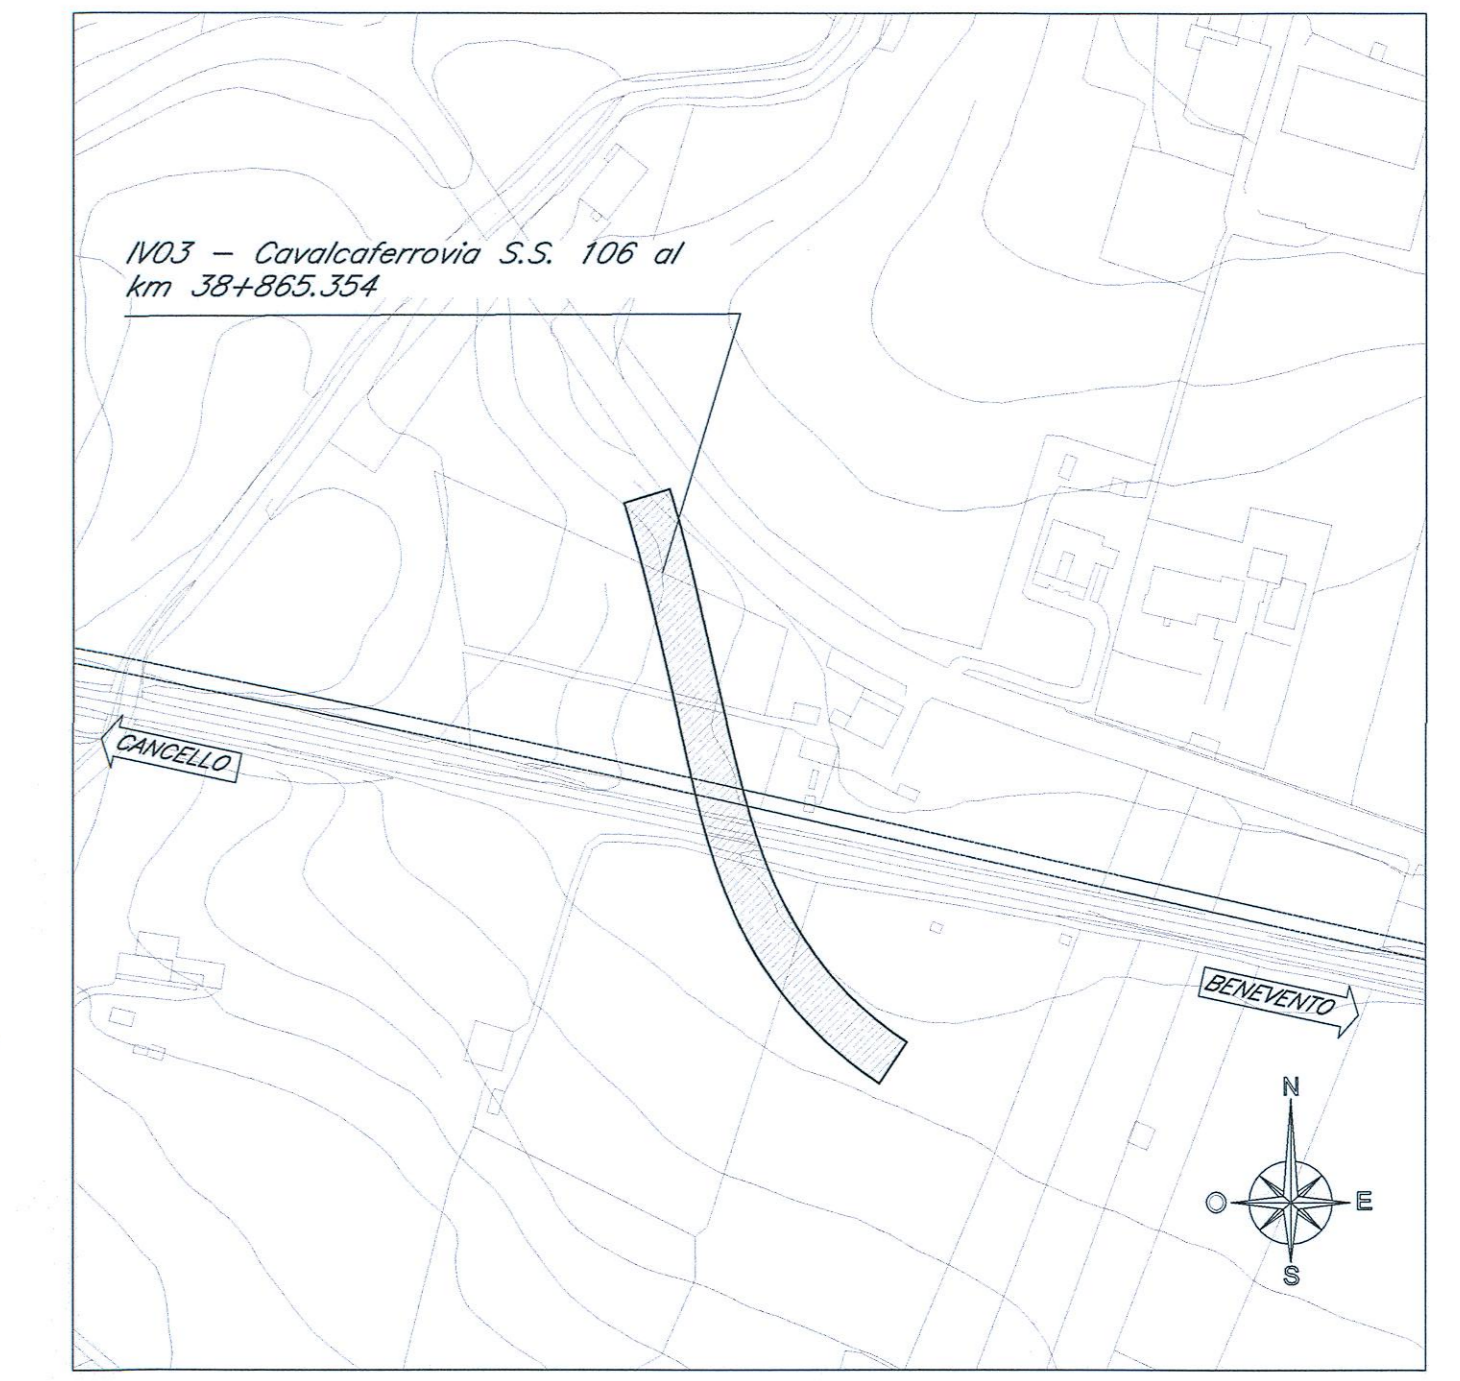 IV03 – Cavalcaferrovia S.S. 106 al
km 38+865.354
CANCELLO
BENEVENTO
N
O
E
S